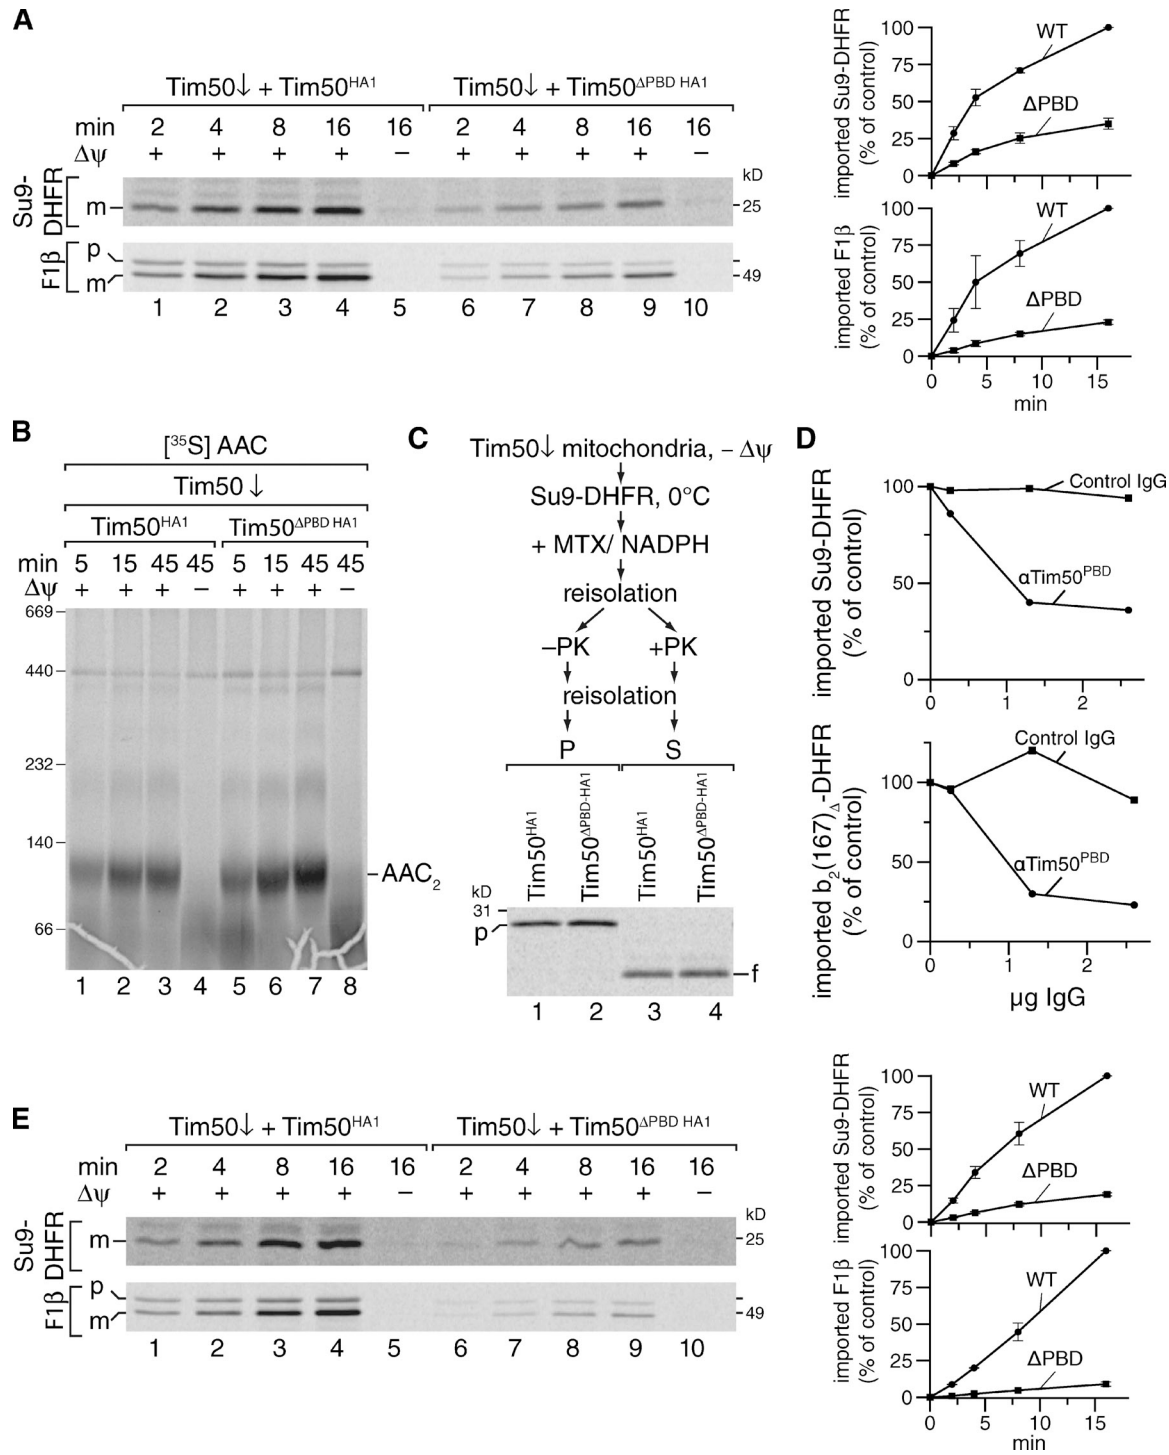 A
Tim50↓ + Tim50HA1 Tim50↓ + Tim50ΔPBD HA1
min 2 4 8 16 16 2 4 8 16 16
Δψ + + + + – + + + + –
kD
Su9-
DHFR
m
25
F1β
p
m
49
1 2 3 4 5 6 7 8 9 10
imported Su9-DHFR
(% of control)
100
75
50
25
0
WT
ΔPBD
imported F1β
(% of control)
100
75
50
25
0
WT
ΔPBD
0 5 10 15
min
B
[35S] AAC
Tim50 ↓
Tim50HA1 Tim50ΔPBD HA1
min 5 15 45 45 5 15 45 45
Δψ + + + – + + + –
669
440
232
140
66
AAC2
1 2 3 4 5 6 7 8
C
Tim50↓ mitochondria, – Δψ
Su9-DHFR, 0°C
+ MTX/ NADPH
reisolation
–PK +PK
reisolation
P S
Tim50HA1
Tim50ΔPBD-HA1
Tim50HA1
Tim50ΔPBD-HA1
kD
31
p
f
1 2 3 4
D
imported Su9-DHFR
(% of control)
100
50
0
Control IgG
αTim50PBD
0 1 2
imported b2(167)Δ-DHFR
(% of control)
100
50
0
Control IgG
αTim50PBD
0 1 2
μg IgG
E
Tim50↓ + Tim50HA1 Tim50↓ + Tim50ΔPBD HA1
min 2 4 8 16 16 2 4 8 16 16
Δψ + + + + – + + + + –
kD
Su9-
DHFR
m
25
F1β
p
m
49
1 2 3 4 5 6 7 8 9 10
imported Su9-DHFR
(% of control)
100
75
50
25
0
WT
ΔPBD
imported F1β
(% of control)
100
75
50
25
0
WT
ΔPBD
0 5 10 15
min